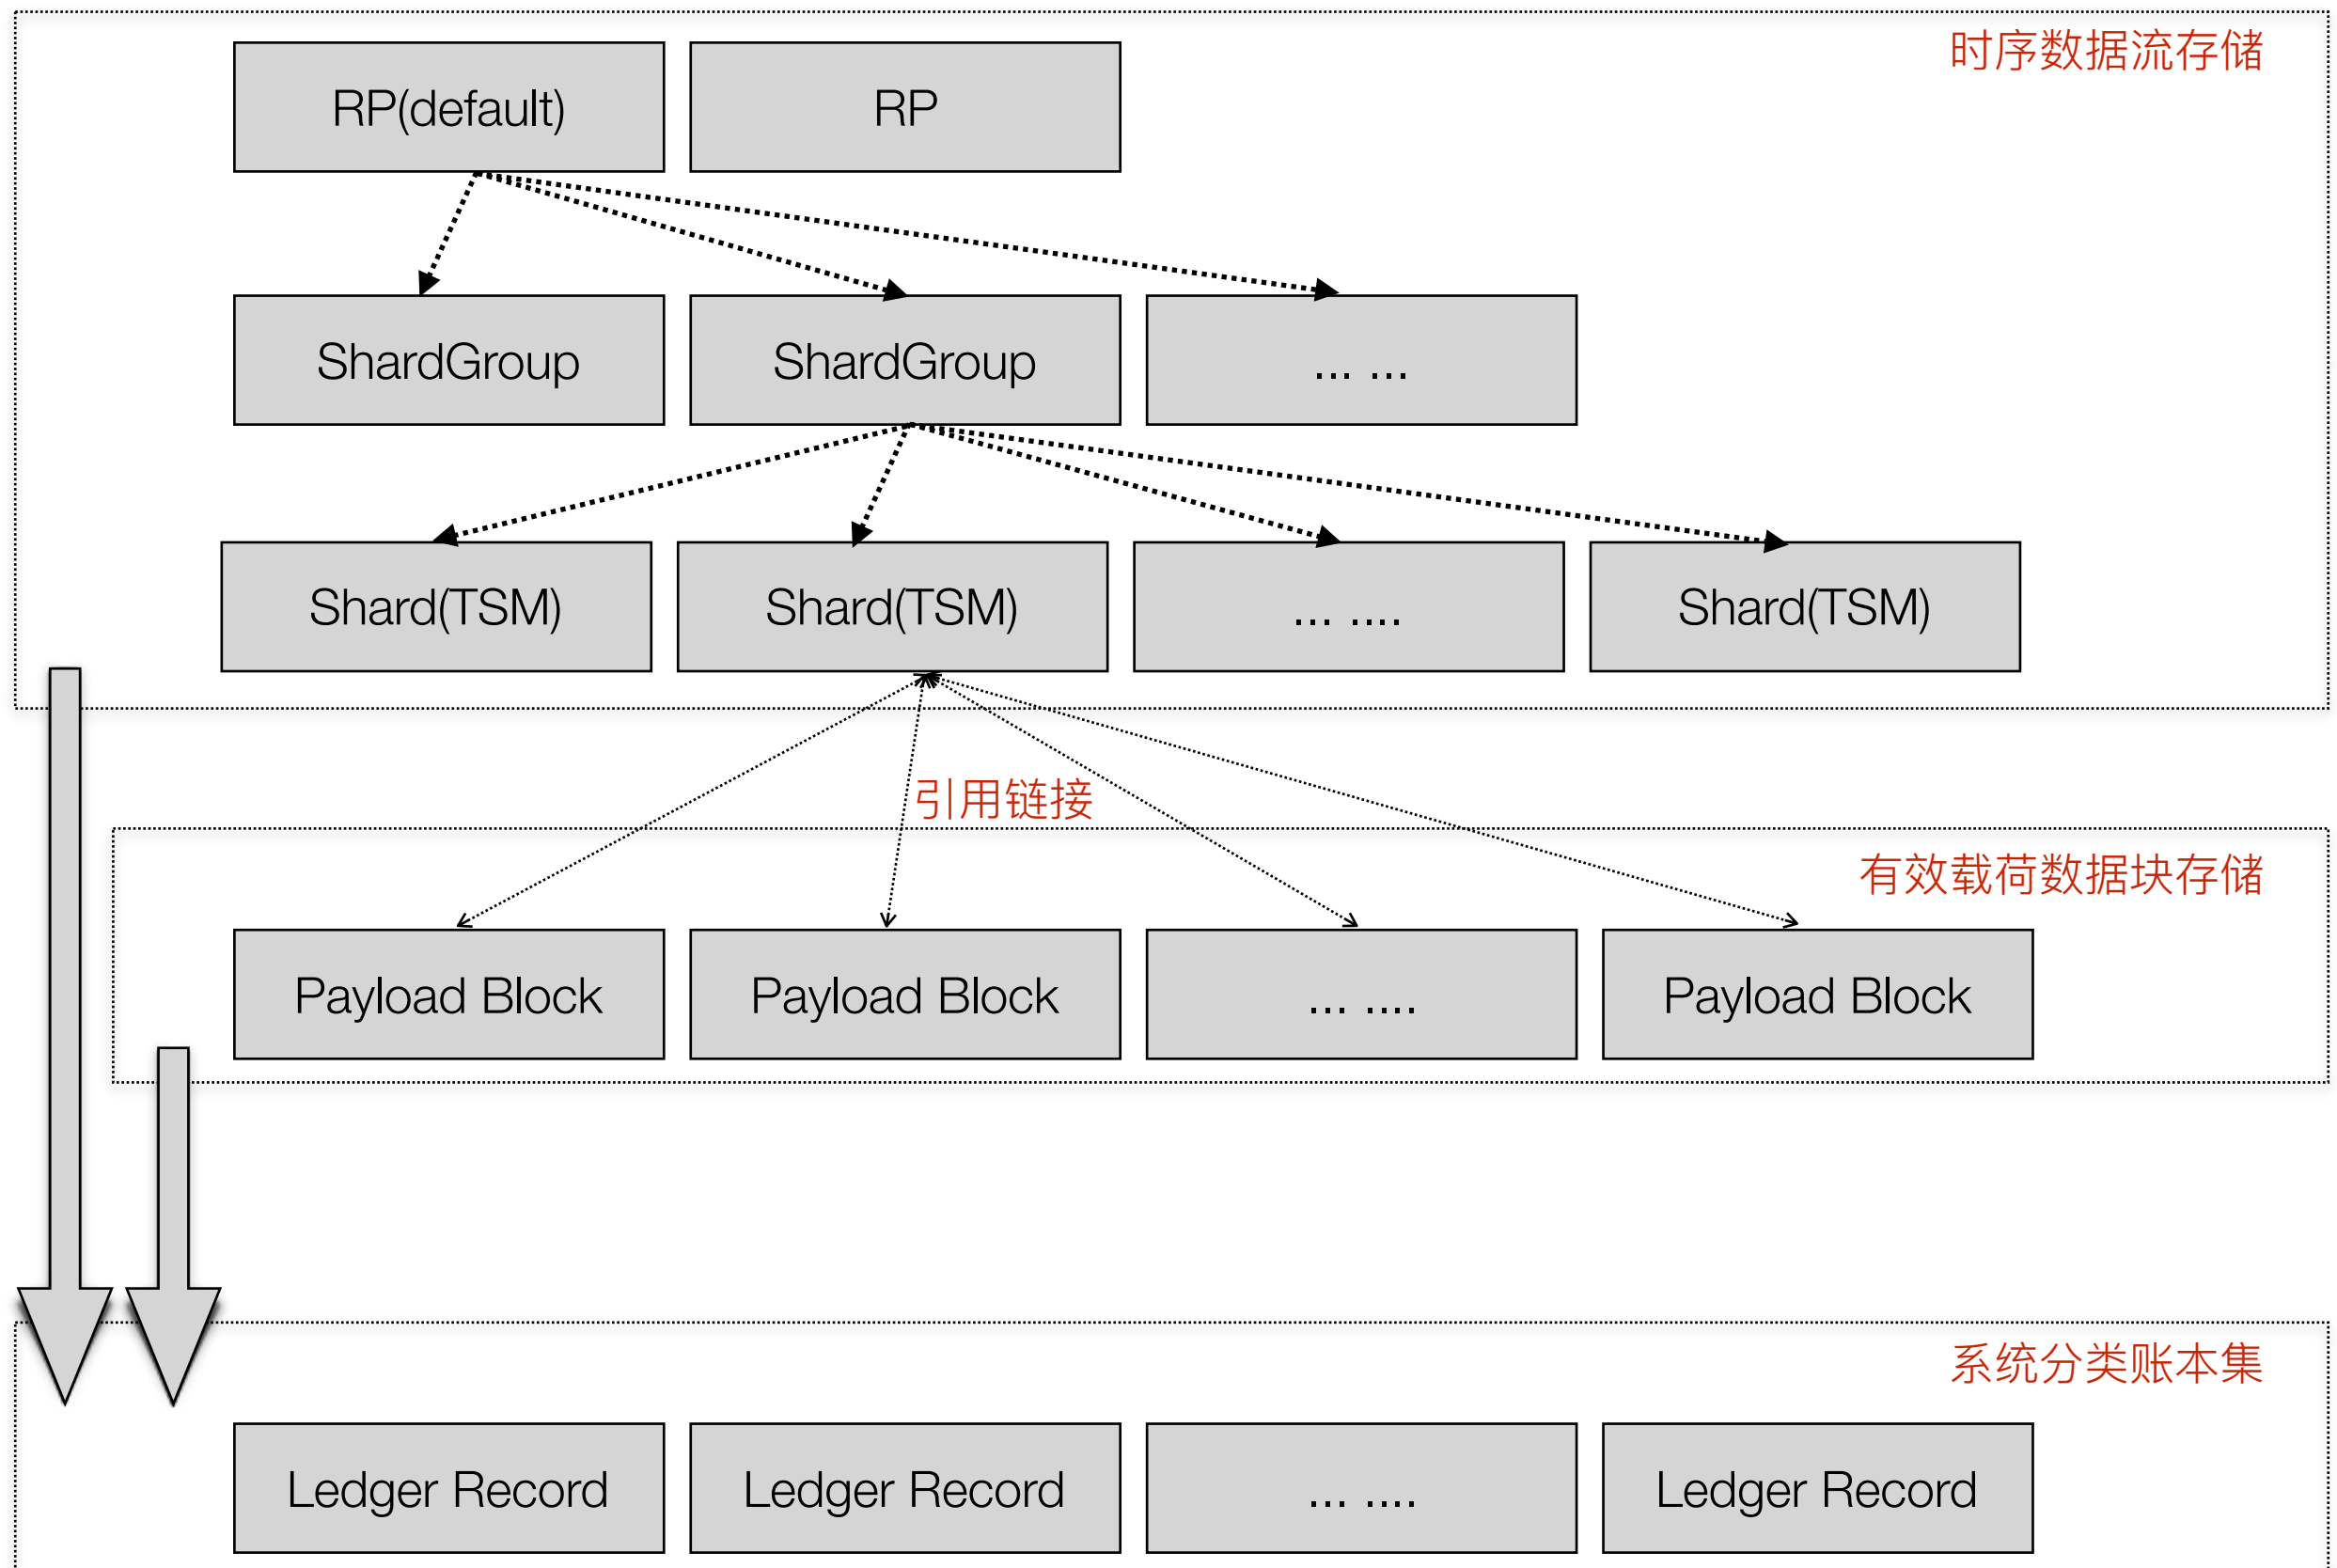 时序数据流存储
RP(default) RP
ShardGroup ShardGroup ... ...
Shard(TSM) Shard(TSM) ... .... Shard(TSM)
引用链接
有效载荷数据块存储
Payload Block Payload Block ... .... Payload Block
系统分类账本集
Ledger Record Ledger Record ... .... Ledger Record